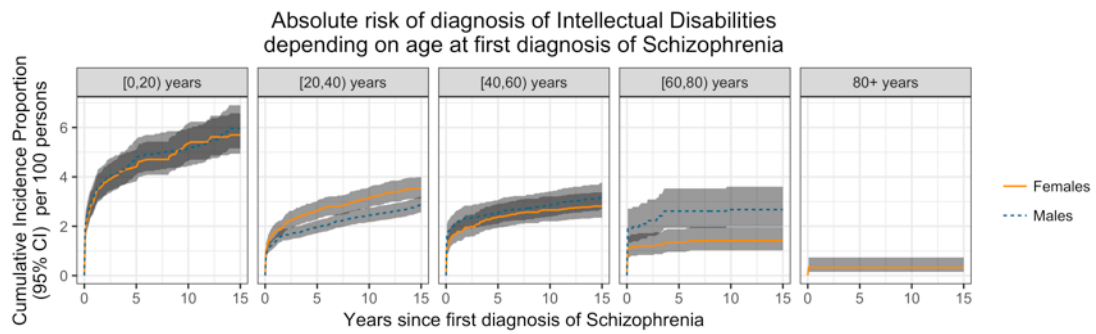 Absolute risk of diagnosis of Intellectual Disabilities
depending on age at first diagnosis of Schizophrenia
Cumulative Incidence Proportion
(95% CI) per 100 persons
[0,20) years
[20,40) years
[40,60) years
[60,80) years
80+ years
6
4
2
0
0 5 10 15
0 5 10 15
0 5 10 15
0 5 10 15
0 5 10 15
Years since first diagnosis of Schizophrenia
Females
Males